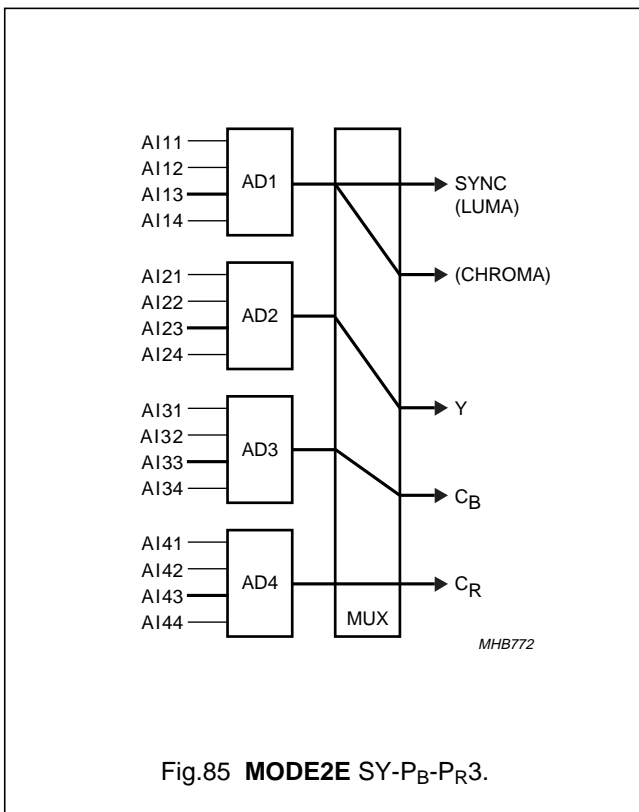 AI11
AI12
AI13
AI14
AD1
SYNC
(LUMA)
(CHROMA)
AI21
AI22
AI23
AI24
AD2
Y
AI31
AI32
AI33
AI34
AD3
CB
AI41
AI42
AI43
AI44
AD4
CR
MUX
MHB772
Fig.85 MODE2E SY-PB-PR3.